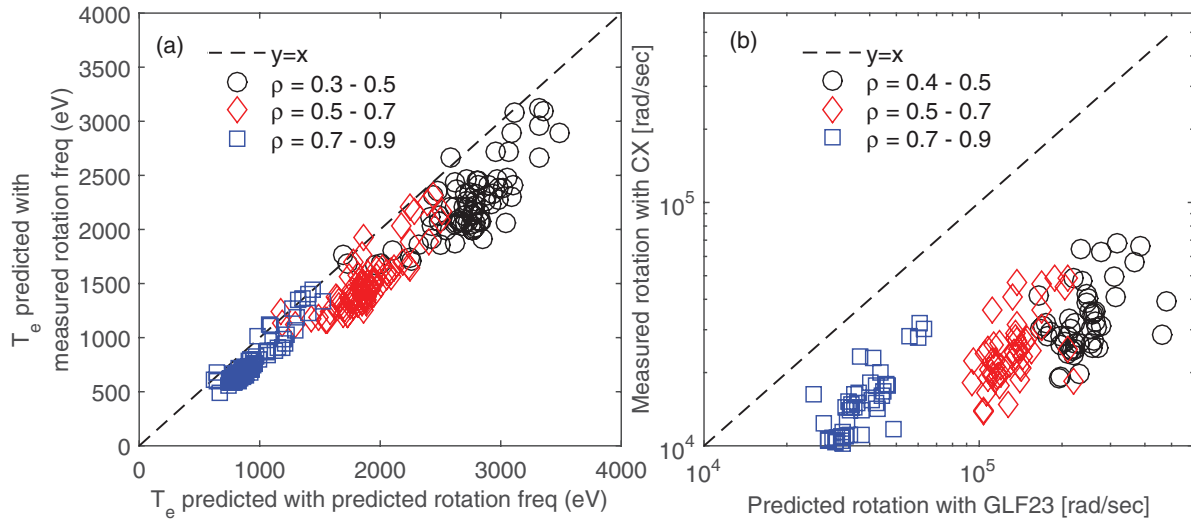 (a)
y=x
ρ = 0.3 - 0.5
ρ = 0.5 - 0.7
ρ = 0.7 - 0.9
T_e predicted with
measured rotation freq (eV)
4000
3500
3000
2500
2000
1500
1000
500
0
0
1000
2000
3000
4000
T_e predicted with predicted rotation freq (eV)
(b)
y=x
ρ = 0.4 - 0.5
ρ = 0.5 - 0.7
ρ = 0.7 - 0.9
Measured rotation with CX [rad/sec]
10^5
10^4
10^4
10^5
Predicted rotation with GLF23 [rad/sec]